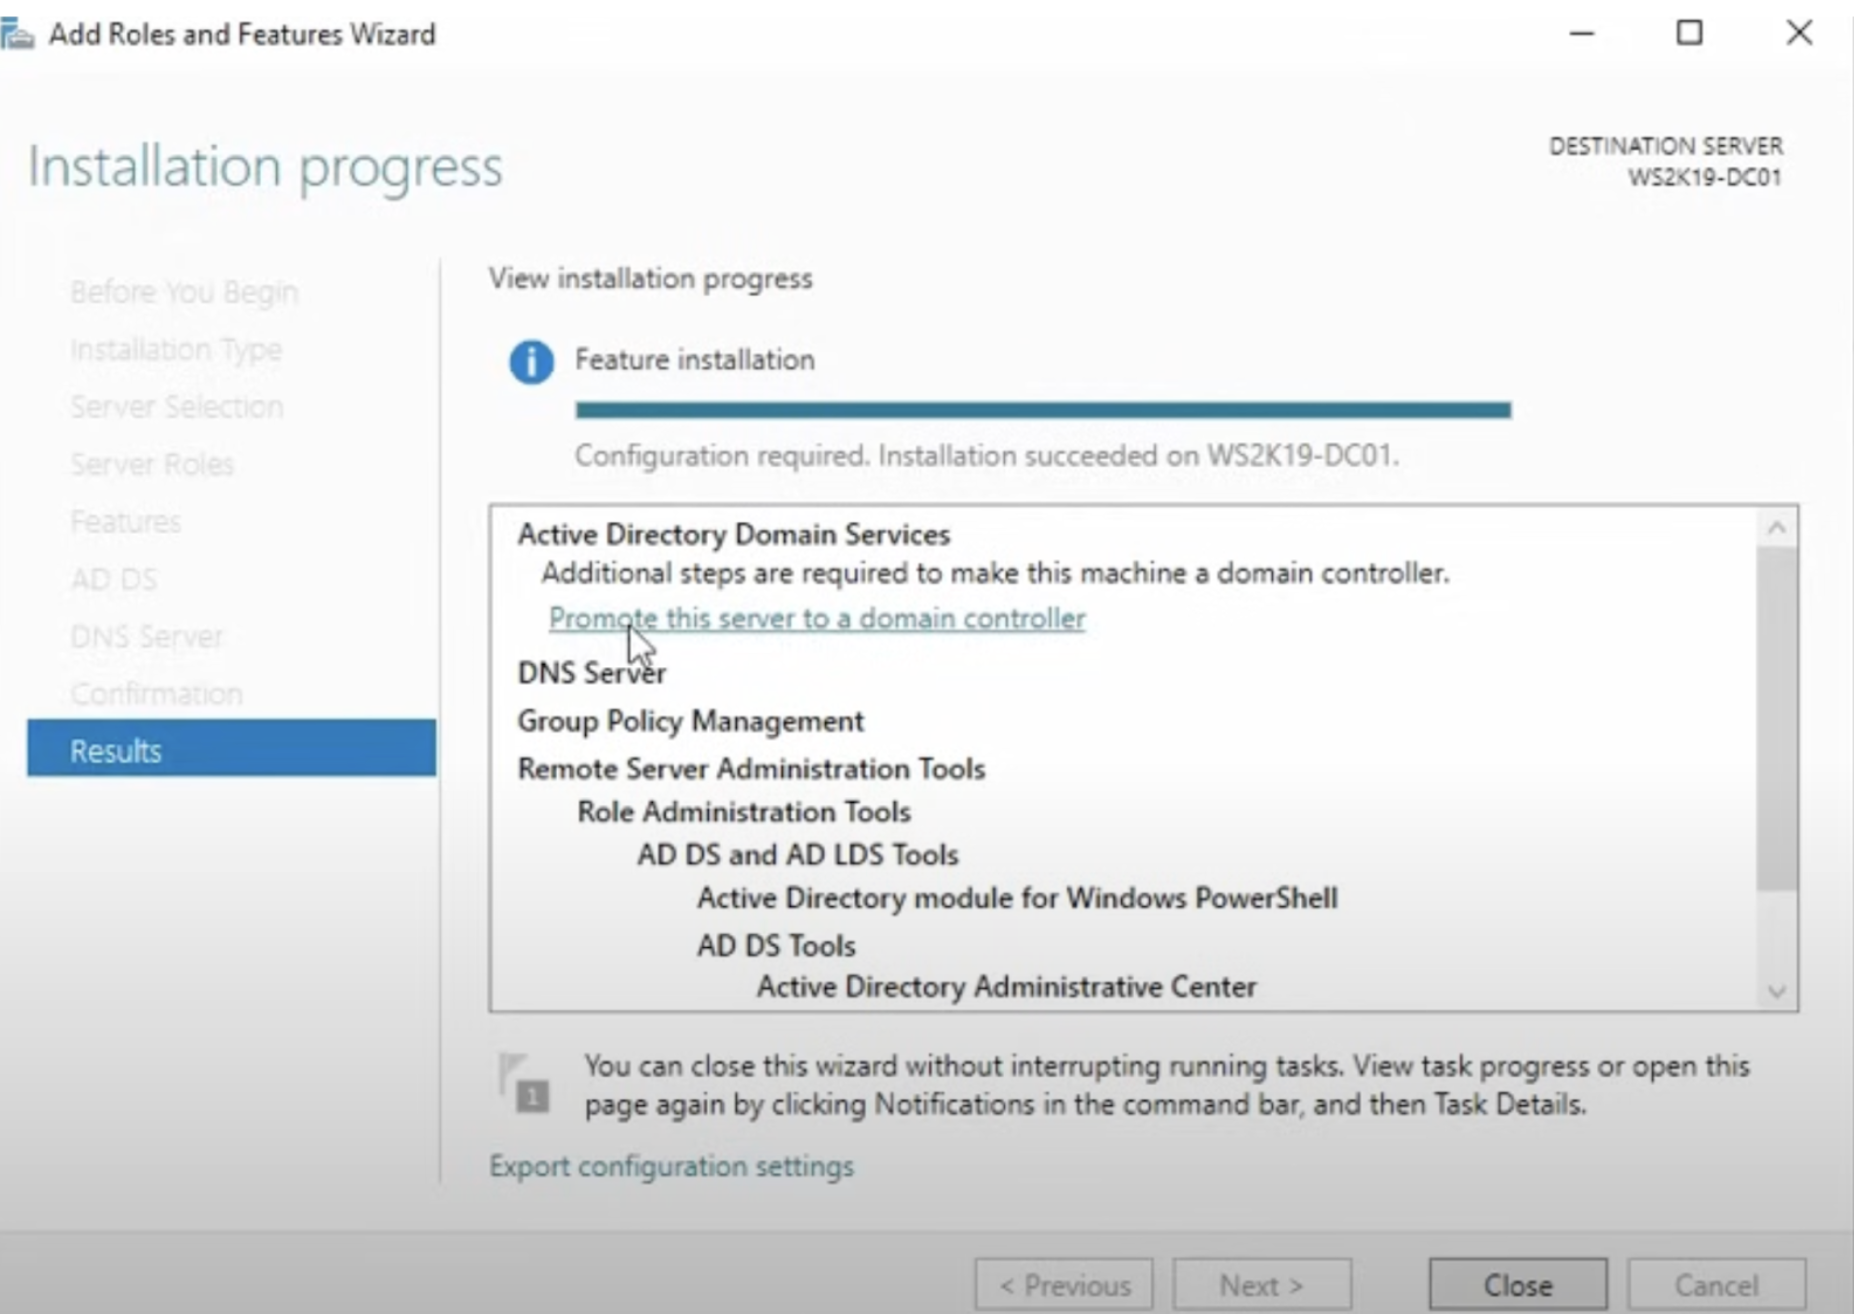 Add Roles and Features Wizard
Installation progress
DESTINATION SERVER
WS2K19-DC01
Before You Begin
Installation Type
Server Selection
Server Roles
Features
AD DS
DNS Server
Confirmation
Results
View installation progress
Feature installation
Configuration required. Installation succeeded on WS2K19-DC01.
Active Directory Domain Services
Additional steps are required to make this machine a domain controller.
Promote this server to a domain controller
DNS Server
Group Policy Management
Remote Server Administration Tools
Role Administration Tools
AD DS and AD LDS Tools
Active Directory module for Windows PowerShell
AD DS Tools
Active Directory Administrative Center
1
You can close this wizard without interrupting running tasks. View task progress or open this
page again by clicking Notifications in the command bar, and then Task Details.
Export configuration settings
< Previous
Next >
Close
Cancel